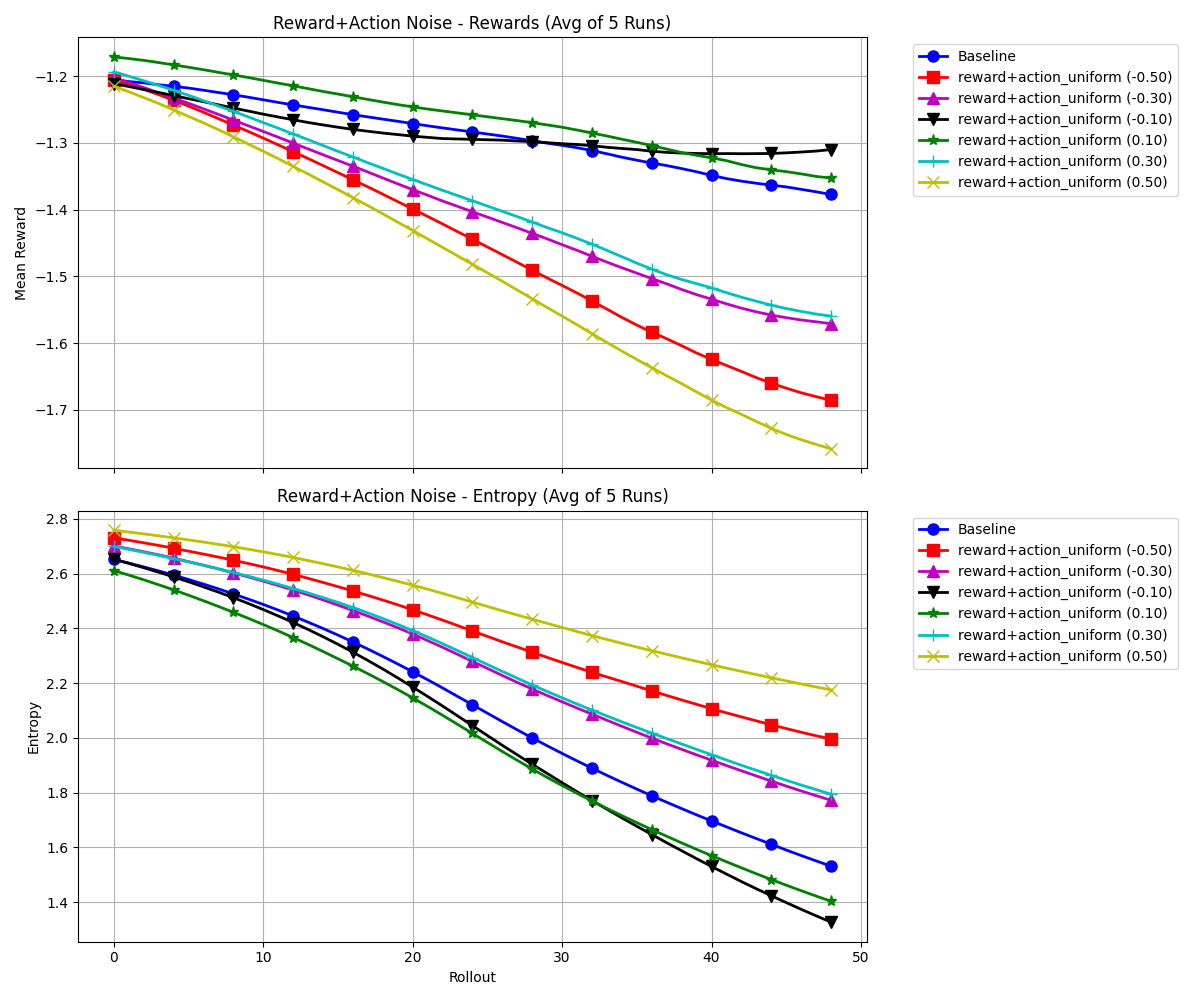 Reward+Action Noise - Rewards (Avg of 5 Runs)
Mean Reward
−1.2
−1.3
−1.4
−1.5
−1.6
−1.7
Baseline
reward+action_uniform (-0.50)
reward+action_uniform (-0.30)
reward+action_uniform (-0.10)
reward+action_uniform (0.10)
reward+action_uniform (0.30)
reward+action_uniform (0.50)
Reward+Action Noise - Entropy (Avg of 5 Runs)
Entropy
2.8
2.6
2.4
2.2
2.0
1.8
1.6
1.4
0 10 20 30 40 50
Rollout
Baseline
reward+action_uniform (-0.50)
reward+action_uniform (-0.30)
reward+action_uniform (-0.10)
reward+action_uniform (0.10)
reward+action_uniform (0.30)
reward+action_uniform (0.50)